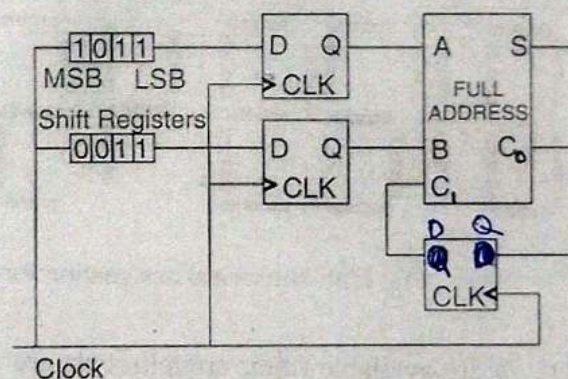 1011
D Q
A S
MSB LSB
CLK
FULL
ADDRESS
Shift Registers
0011
D Q
B C₀
CLK
C₁
D Q
Q D
CLK
Clock